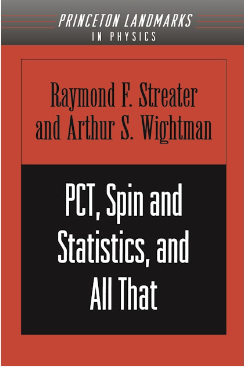 PRINCETON LANDMARKS
IN PHYSICS
Raymond F. Streater
and Arthur S. Wightman
PCT, Spin and
Statistics, and
All That